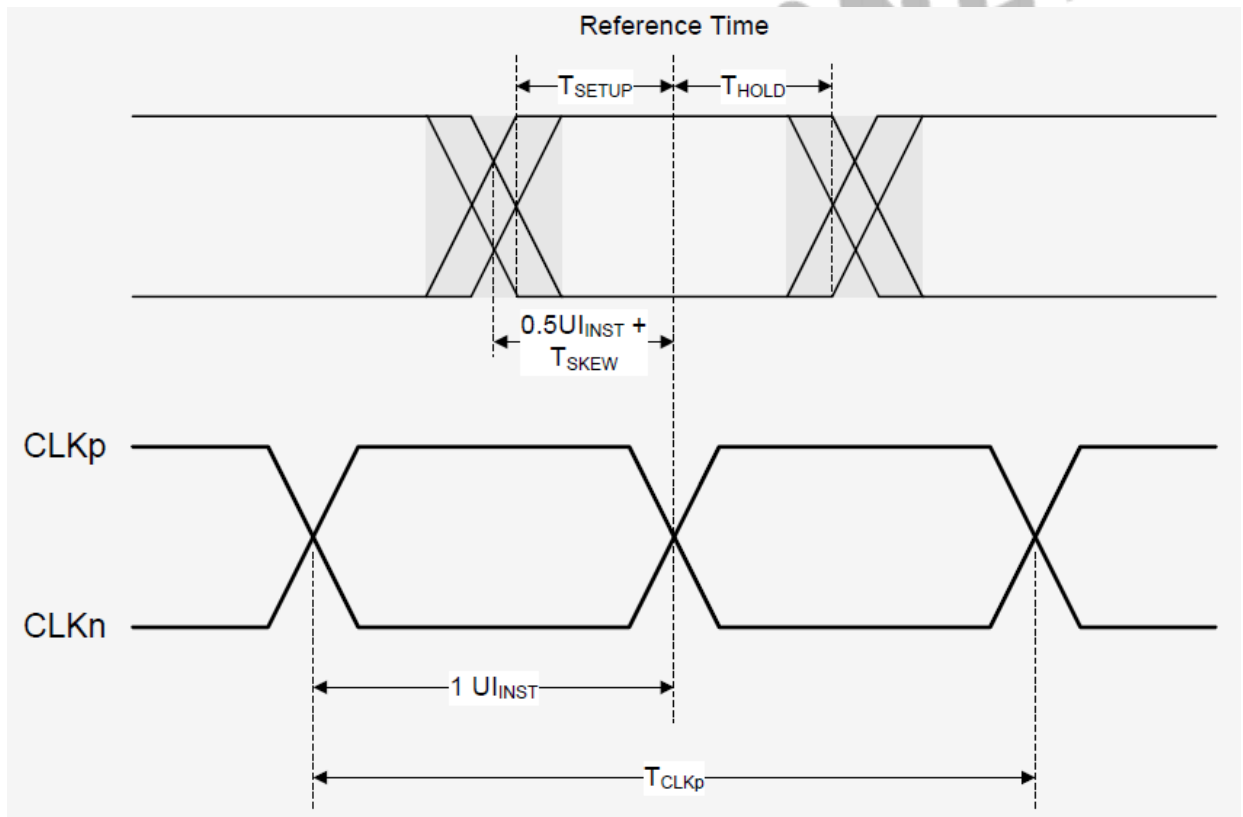 Reference Time
TSETUP
THOLD
0.5UIINST +
TSKEW
CLKp
CLKn
1 UIINST
TCLKp